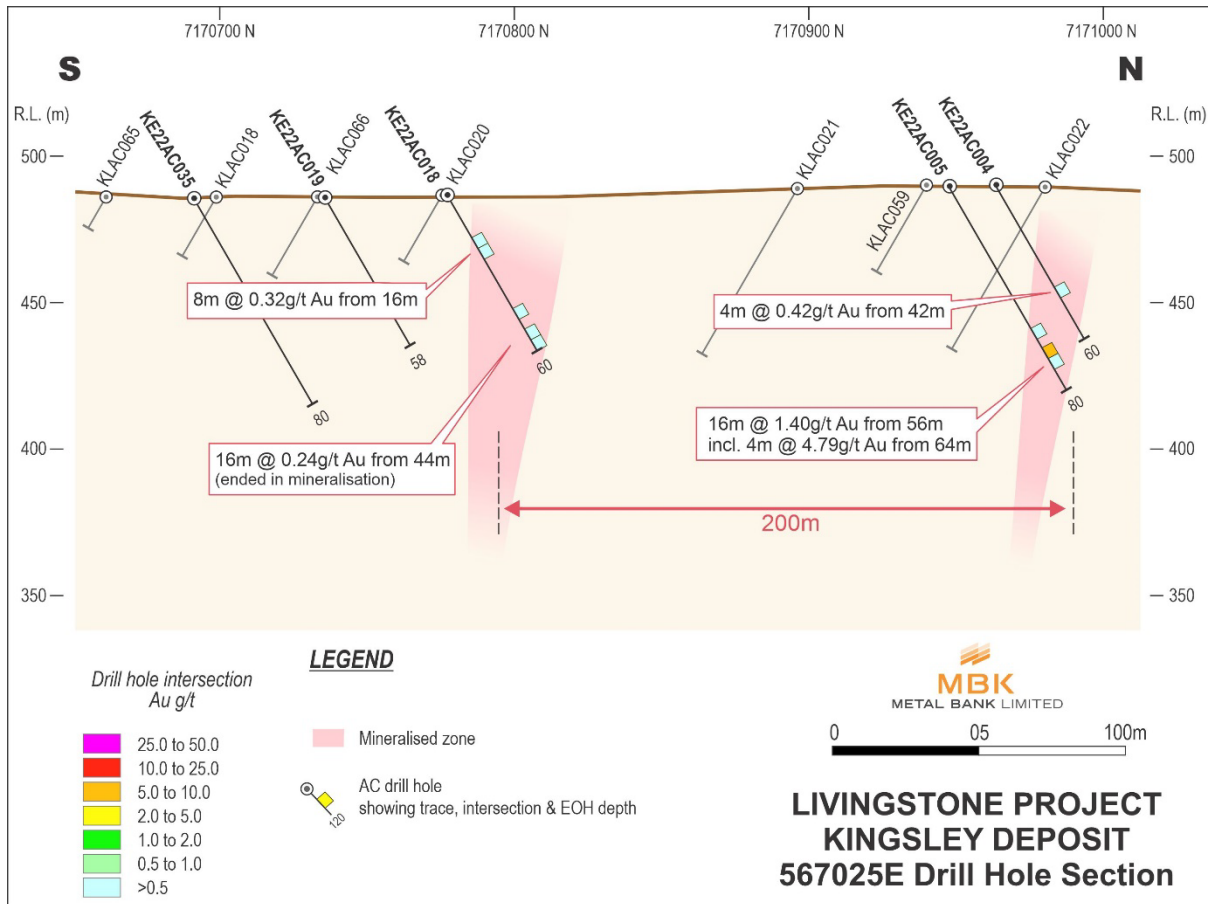 7170700 N
7170800 N
7170900 N
7171000 N
S
N
R.L. (m)
R.L. (m)
KLAC065
KE22AC035
KLAC018
KE22AC019
KLAC066
KE22AC018
KLAC020
KLAC021
KLAC059
KE22AC005
KE22AC004
KLAC022
500
500
450
450
400
400
350
350
8m @ 0.32g/t Au from 16m
4m @ 0.42g/t Au from 42m
58
60
60
80
80
16m @ 0.24g/t Au from 44m
(ended in mineralisation)
16m @ 1.40g/t Au from 56m
incl. 4m @ 4.79g/t Au from 64m
200m
Drill hole intersection
Au g/t
25.0 to 50.0
10.0 to 25.0
5.0 to 10.0
2.0 to 5.0
1.0 to 2.0
0.5 to 1.0
>0.5
LEGEND
Mineralised zone
120
AC drill hole
showing trace, intersection & EOH depth
MBK
METAL BANK LIMITED
0 05 100m
LIVINGSTONE PROJECT
KINGSLEY DEPOSIT
567025E Drill Hole Section